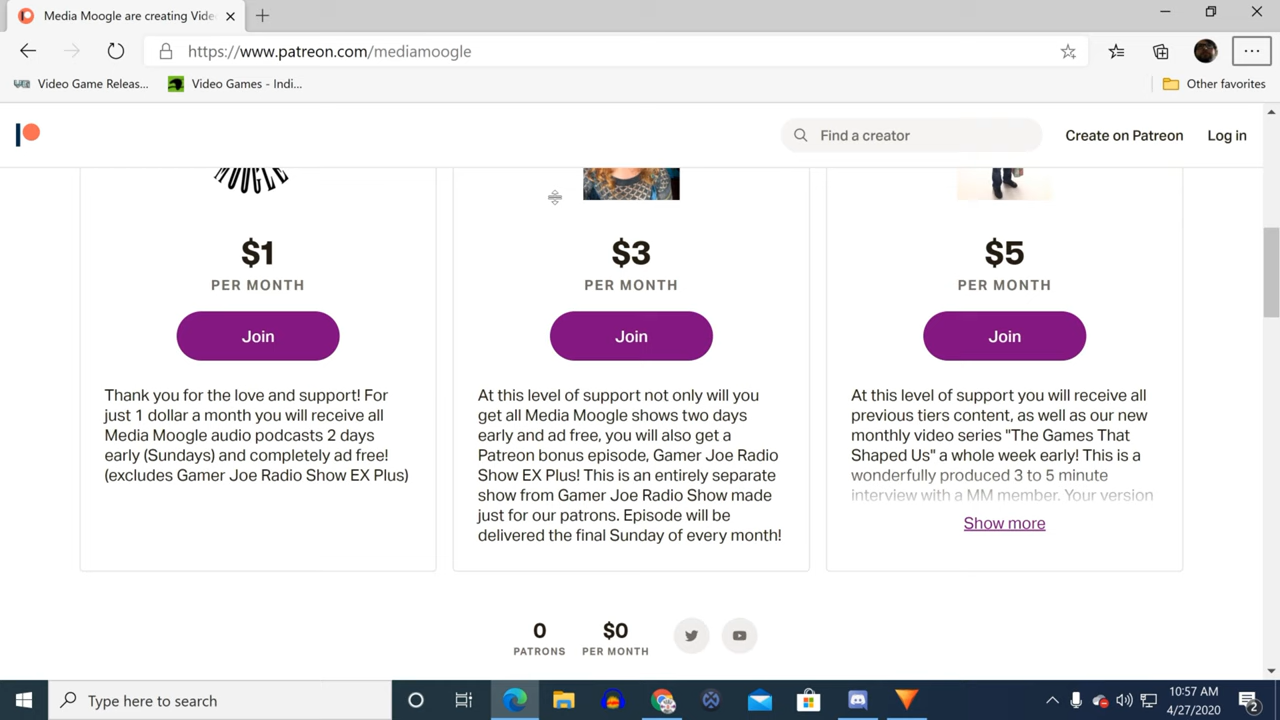 Media Moogle are creating Vide
https://www.patreon.com/mediamoogle
Video Game Releas... Video Games - Indi... Other favorites
Find a creator Create on Patreon Log in
MOOGLE
$1
PER MONTH
Join
Thank you for the love and support! For
just 1 dollar a month you will receive all
Media Moogle audio podcasts 2 days
early (Sundays) and completely ad free!
(excludes Gamer Joe Radio Show EX Plus)
$3
PER MONTH
Join
At this level of support not only will you
get all Media Moogle shows two days
early and ad free, you will also get a
Patreon bonus episode, Gamer Joe Radio
Show EX Plus! This is an entirely separate
show from Gamer Joe Radio Show made
just for our patrons. Episode will be
delivered the final Sunday of every month!
$5
PER MONTH
Join
At this level of support you will receive all
previous tiers content, as well as our new
monthly video series "The Games That
Shaped Us" a whole week early! This is a
wonderfully produced 3 to 5 minute
interview with a MM member. Your version
Show more
0 $0
PATRONS PER MONTH
Type here to search
10:57 AM
4/27/2020
2